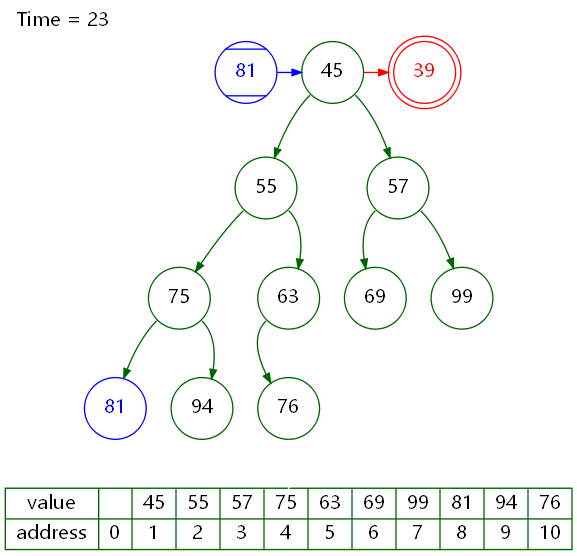 Time = 23
81 45 39
55 57
75 63 69 99
81 94 76
value 45 55 57 75 63 69 99 81 94 76
address 0 1 2 3 4 5 6 7 8 9 10